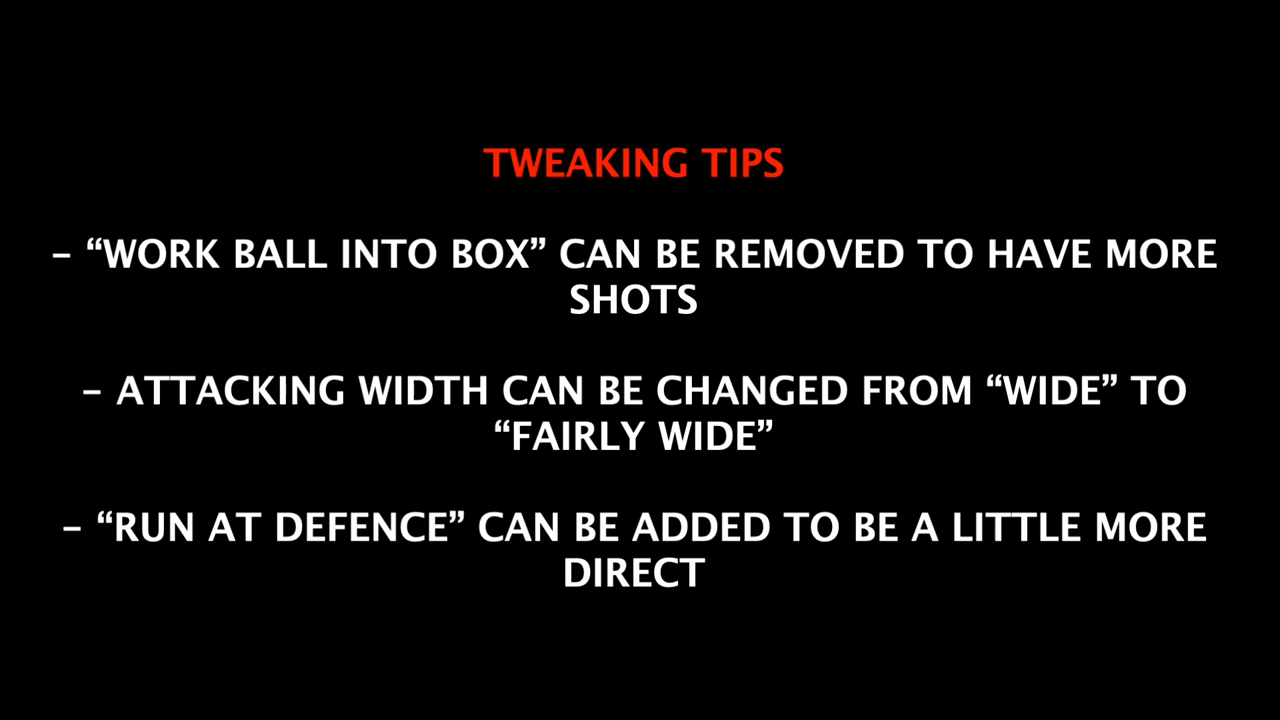 TWEAKING TIPS
– “WORK BALL INTO BOX” CAN BE REMOVED TO HAVE MORE
SHOTS
– ATTACKING WIDTH CAN BE CHANGED FROM “WIDE” TO
“FAIRLY WIDE”
– “RUN AT DEFENCE” CAN BE ADDED TO BE A LITTLE MORE
DIRECT